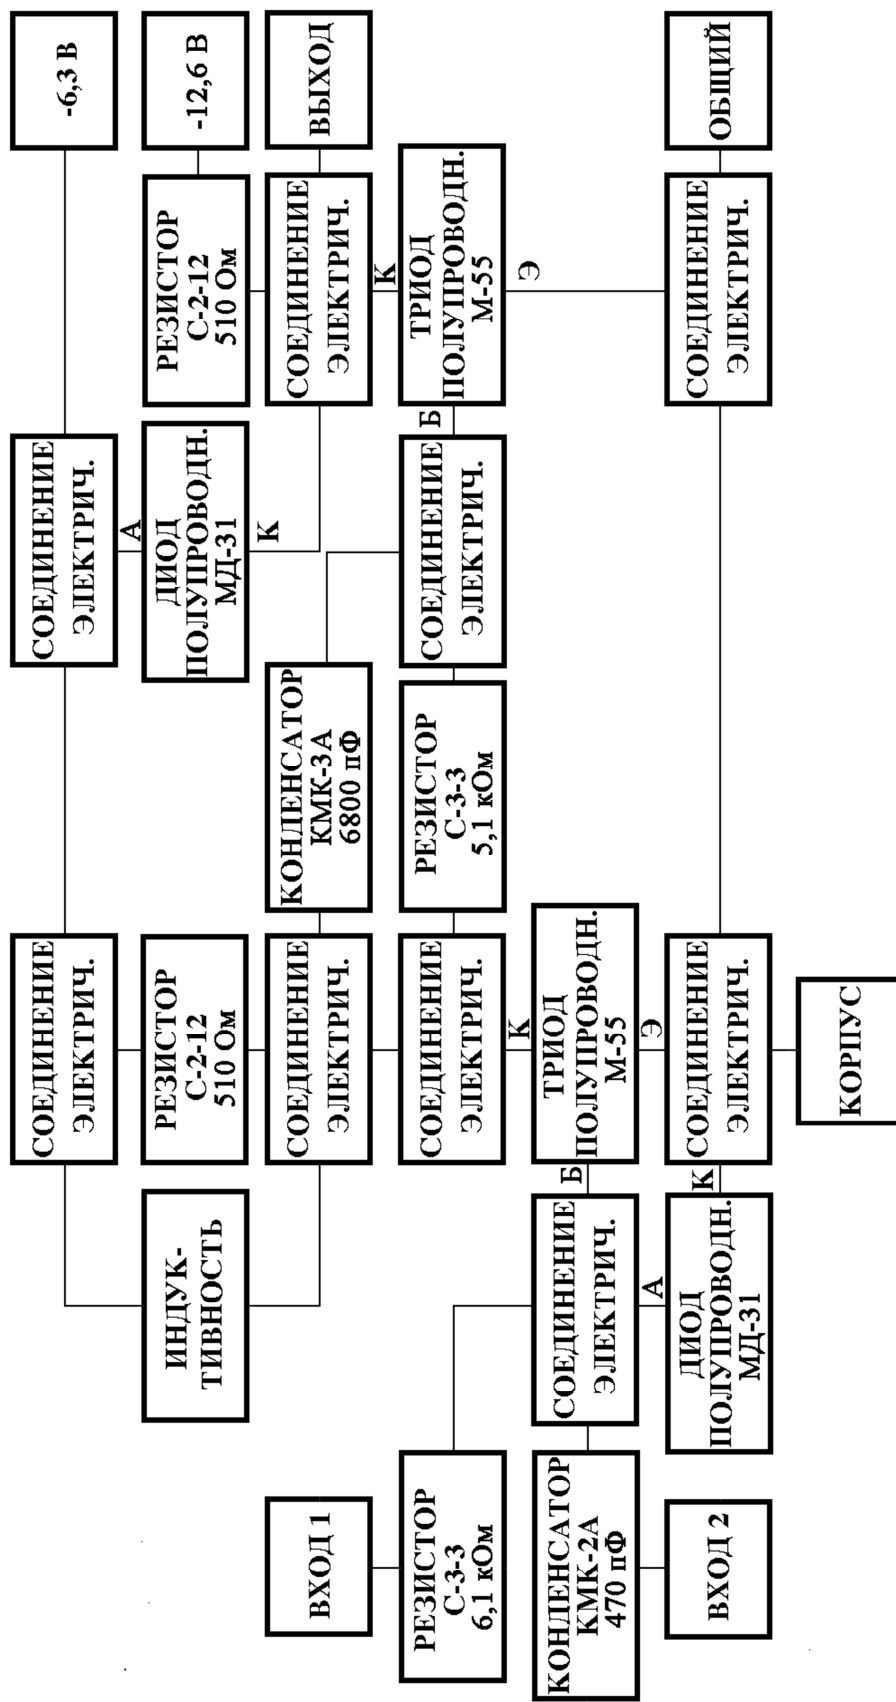 -6,3 В
-12,6 В
ВЫХОД
ОБЩИЙ
РЕЗИСТОР
С-2-12
510 Ом
СОЕДИНЕНИЕ
ЭЛЕКТРИЧ.
К
ТРИОД
ПОЛУПРОВОДН.
М-55
Э
СОЕДИНЕНИЕ
ЭЛЕКТРИЧ.
СОЕДИНЕНИЕ
ЭЛЕКТРИЧ.
А
ДИОД
ПОЛУПРОВОДН.
МД-31
К
Б
СОЕДИНЕНИЕ
ЭЛЕКТРИЧ.
КОНДЕНСАТОР
КМК-3А
6800 пФ
РЕЗИСТОР
С-3-3
5,1 кОм
СОЕДИНЕНИЕ
ЭЛЕКТРИЧ.
РЕЗИСТОР
С-2-12
510 Ом
СОЕДИНЕНИЕ
ЭЛЕКТРИЧ.
СОЕДИНЕНИЕ
ЭЛЕКТРИЧ.
К
ТРИОД
ПОЛУПРОВОДН.
М-55
Э
СОЕДИНЕНИЕ
ЭЛЕКТРИЧ.
КОРПУС
ИНДУК-
ТИВНОСТЬ
Б
СОЕДИНЕНИЕ
ЭЛЕКТРИЧ.
А
К
ДИОД
ПОЛУПРОВОДН.
МД-31
ВХОД 1
РЕЗИСТОР
С-3-3
6,1 кОм
КОНДЕНСАТОР
КМК-2А
470 пФ
ВХОД 2